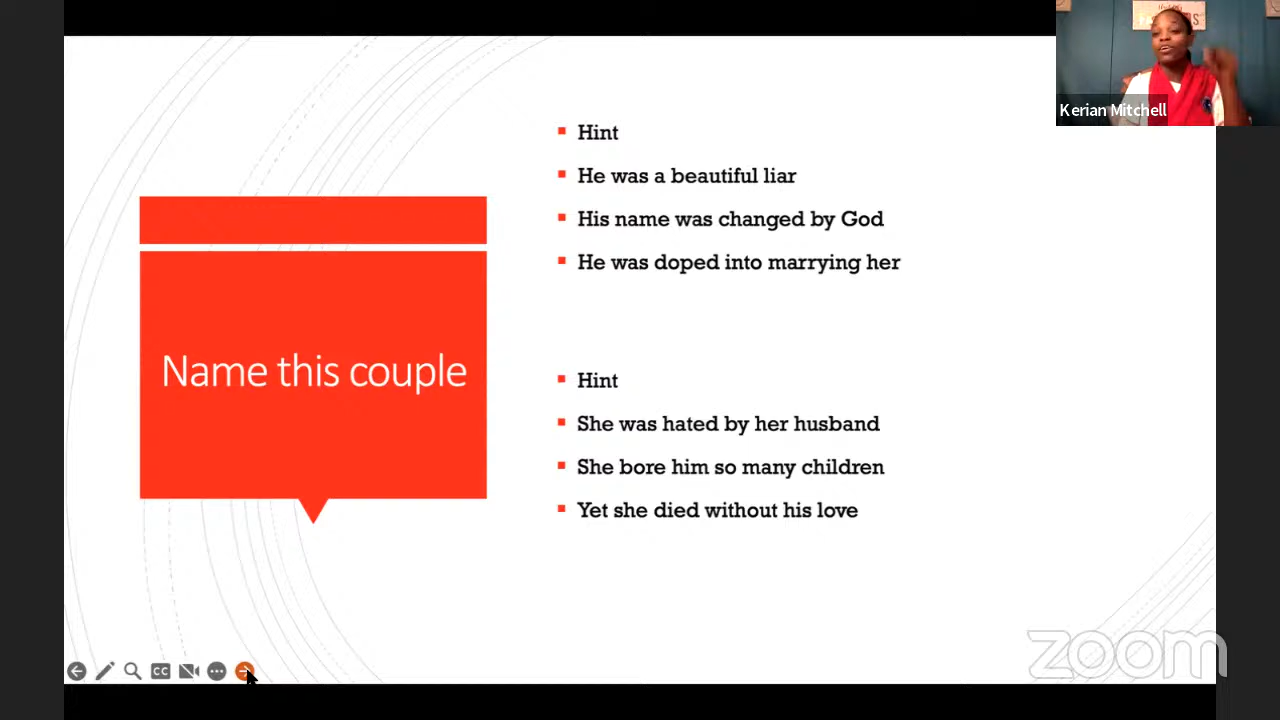 Kerian Mitchell
Name this couple
Hint
He was a beautiful liar
His name was changed by God
He was doped into marrying her
Hint
She was hated by her husband
She bore him so many children
Yet she died without his love
CC
zoom